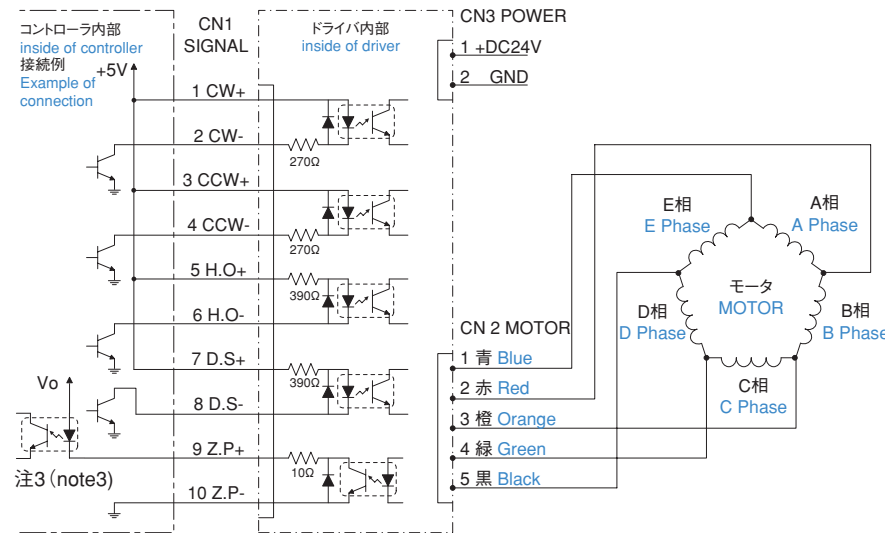 コントローラ内部
inside of controller
接続例
Example of
connection
+5V
CN1
SIGNAL
ドライバ内部
inside of driver
CN3 POWER
1 +DC24V
2 GND
1 CW+
2 CW-
270Ω
3 CCW+
4 CCW-
270Ω
5 H.O+
390Ω
6 H.O-
7 D.S+
390Ω
8 D.S-
Vo
9 Z.P+
10Ω
10 Z.P-
注3（note3)
CN 2 MOTOR
1 青 Blue
2 赤 Red
3 橙 Orange
4 緑 Green
5 黒 Black
E相
E Phase
A相
A Phase
モータ
MOTOR
D相
D Phase
B相
B Phase
C相
C Phase